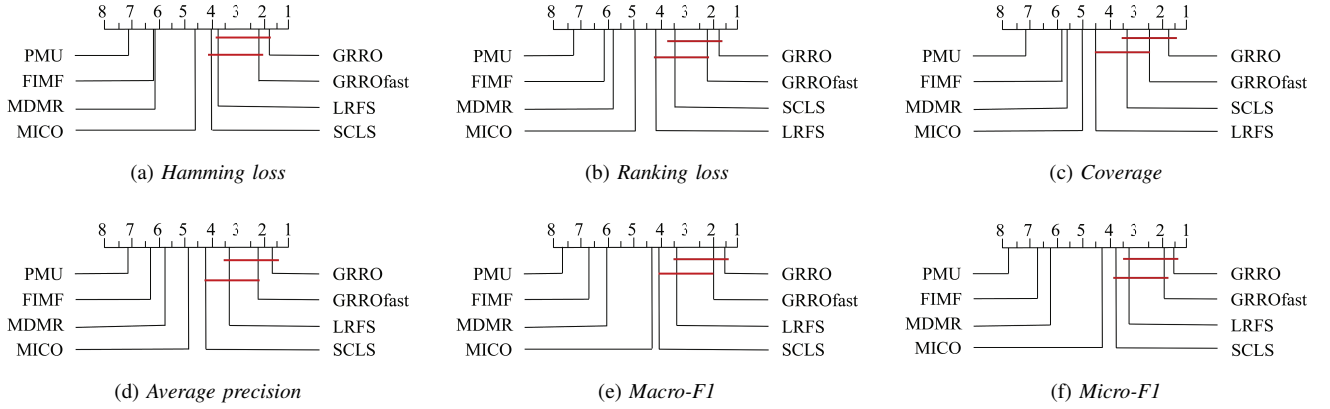 8 7 6 5 4 3 2 1
PMU
FIMF
MDMR
MICO
GRRO
GRROfast
LRFS
SCLS
(a) Hamming loss
8 7 6 5 4 3 2 1
PMU
FIMF
MDMR
MICO
GRRO
GRROfast
SCLS
LRFS
(b) Ranking loss
8 7 6 5 4 3 2 1
PMU
FIMF
MDMR
MICO
GRRO
GRROfast
SCLS
LRFS
(c) Coverage
8 7 6 5 4 3 2 1
PMU
FIMF
MDMR
MICO
GRRO
GRROfast
LRFS
SCLS
(d) Average precision
8 7 6 5 4 3 2 1
PMU
FIMF
MDMR
MICO
GRRO
GRROfast
LRFS
SCLS
(e) Macro-F1
8 7 6 5 4 3 2 1
PMU
FIMF
MDMR
MICO
GRRO
GRROfast
LRFS
SCLS
(f) Micro-F1